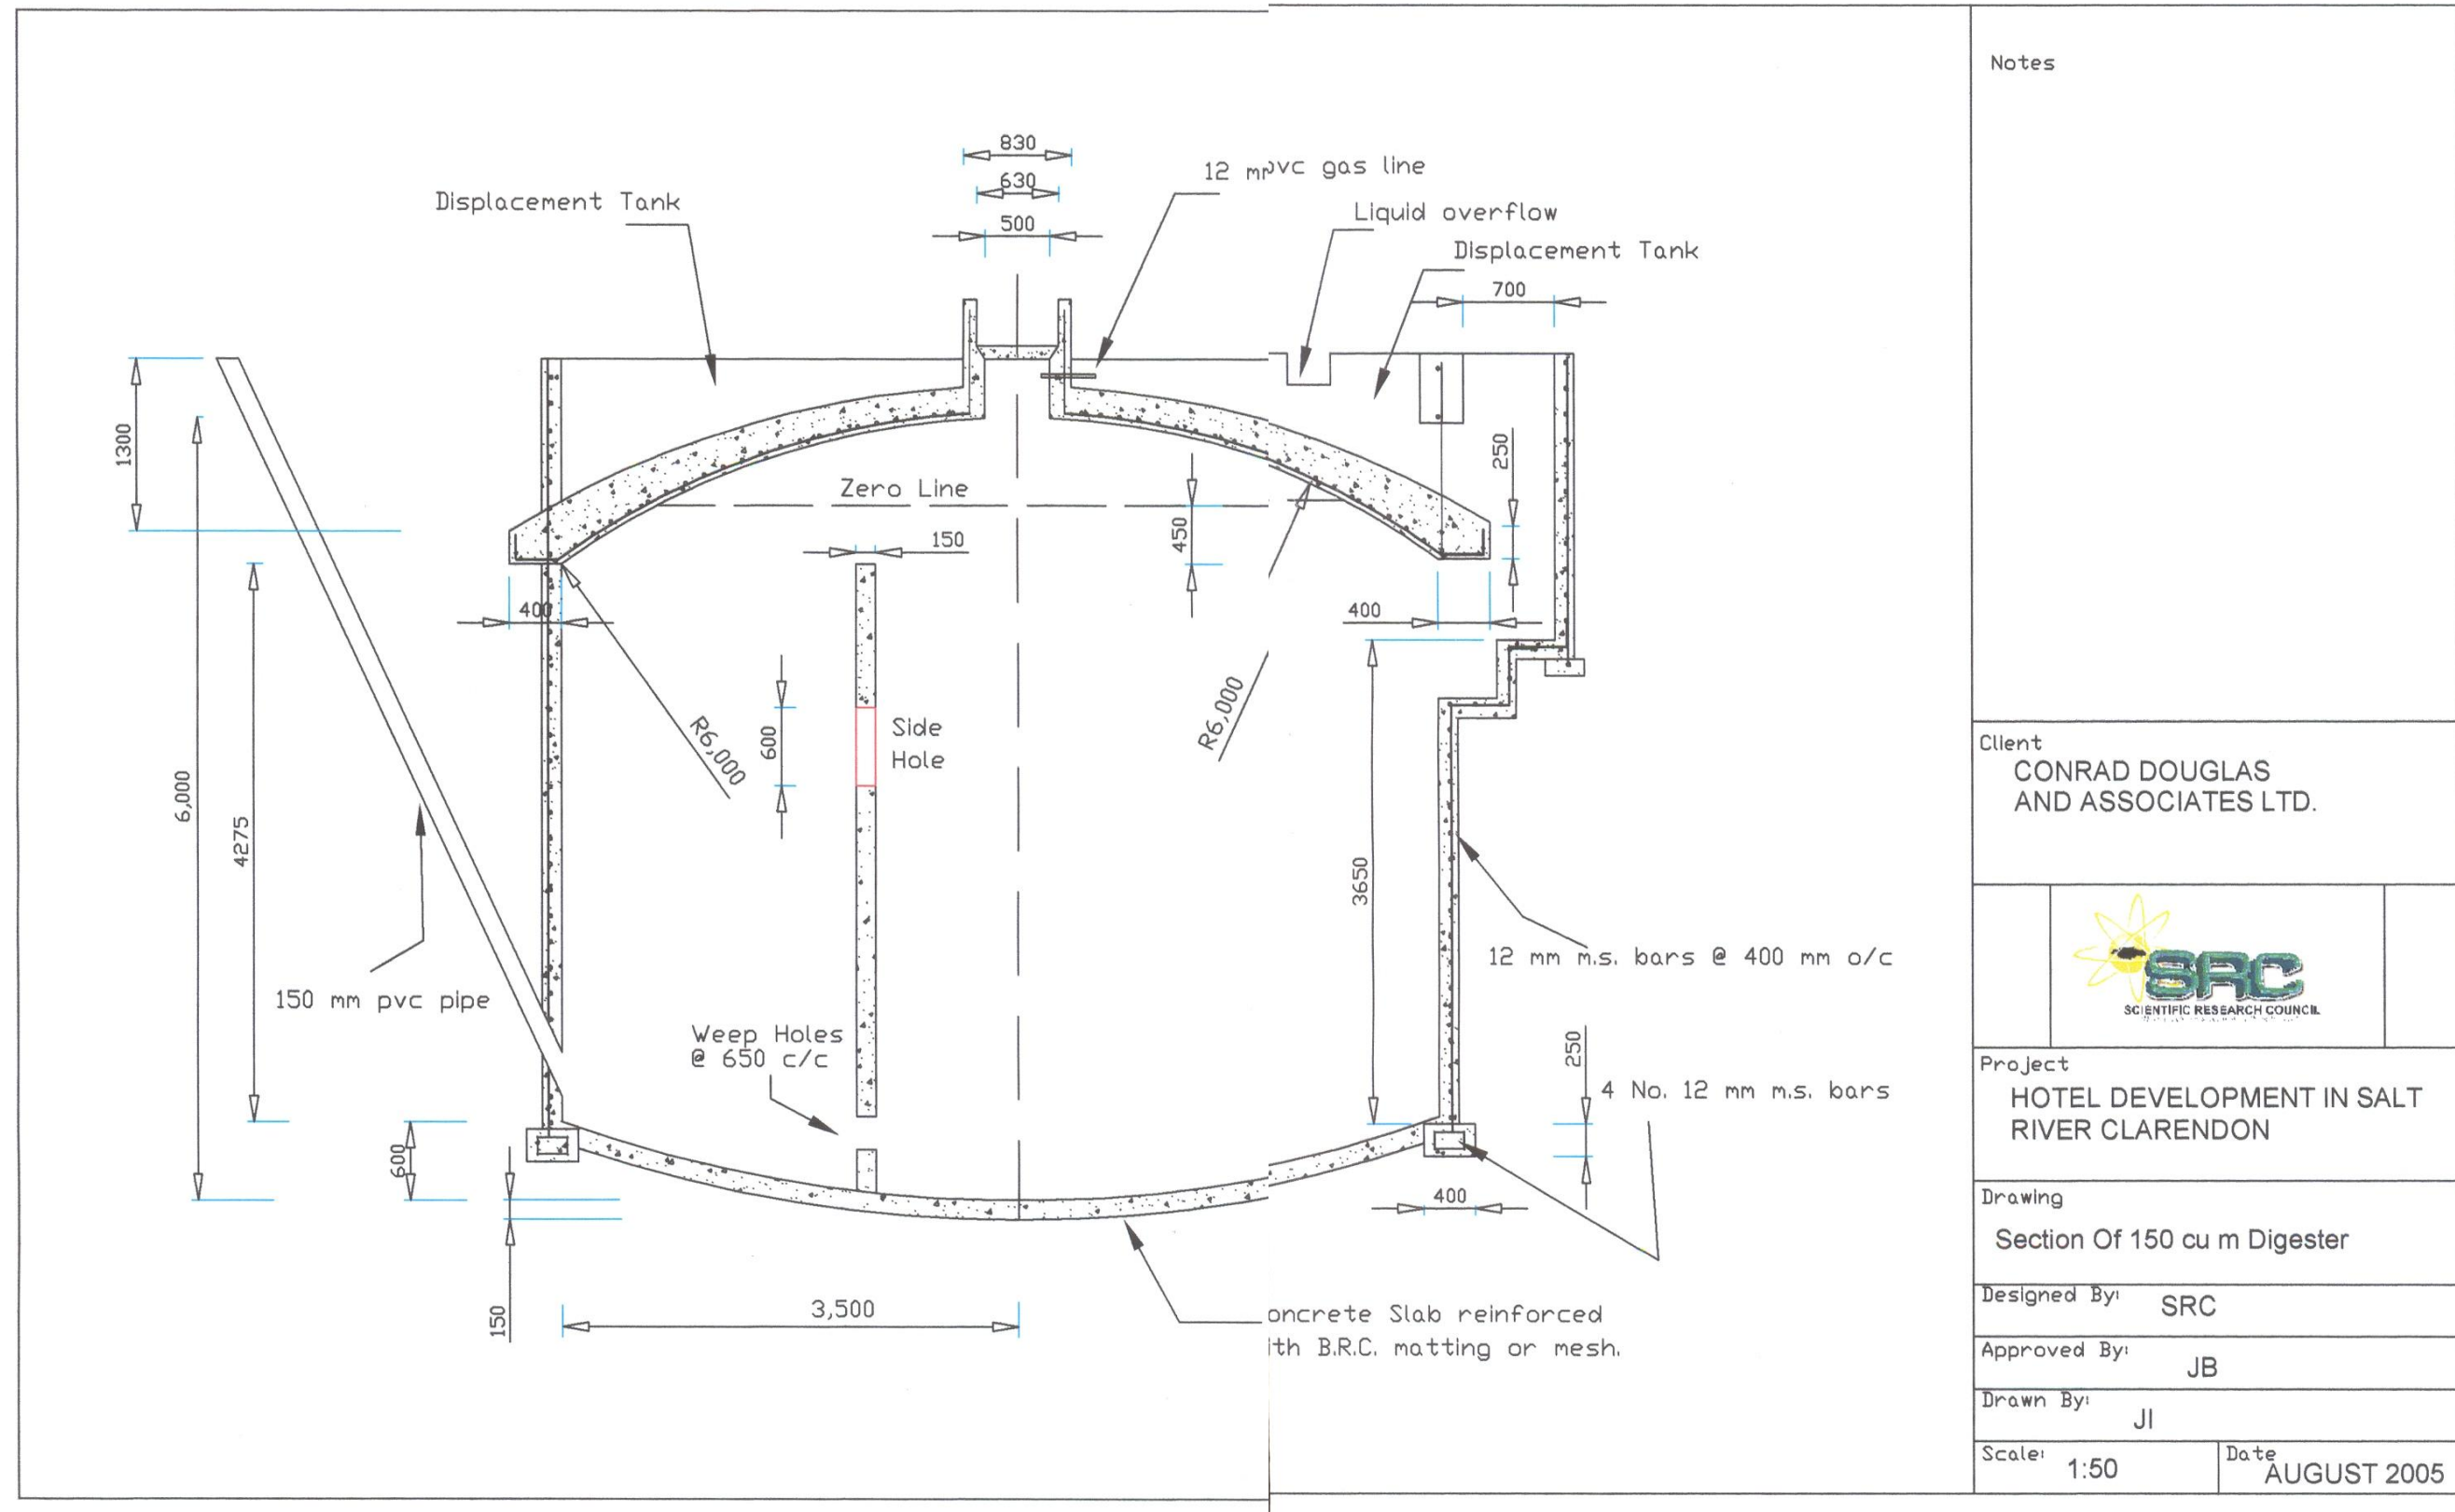 Notes
830
12 mm
pvc gas line
630
Displacement Tank
Liquid overflow
500
Displacement Tank
700
1300
250
Zero Line
450
150
400
400
R6,000
R6,000
600
Side
Hole
6,000
4275
3650
Client
CONRAD DOUGLAS
AND ASSOCIATES LTD.
12 mm m.s. bars @ 400 mm o/c
150 mm pvc pipe
SRC
SCIENTIFIC RESEARCH COUNCIL
Weep Holes
@ 650 c/c
250
4 No. 12 mm m.s. bars
Project
HOTEL DEVELOPMENT IN SALT
RIVER CLARENDON
600
400
Drawing
Section Of 150 cu m Digester
150
3,500
oncrete Slab reinforced
ith B.R.C. matting or mesh.
Designed By:
SRC
Approved By:
JB
Drawn By:
JI
Scale:
1:50
Date
AUGUST 2005